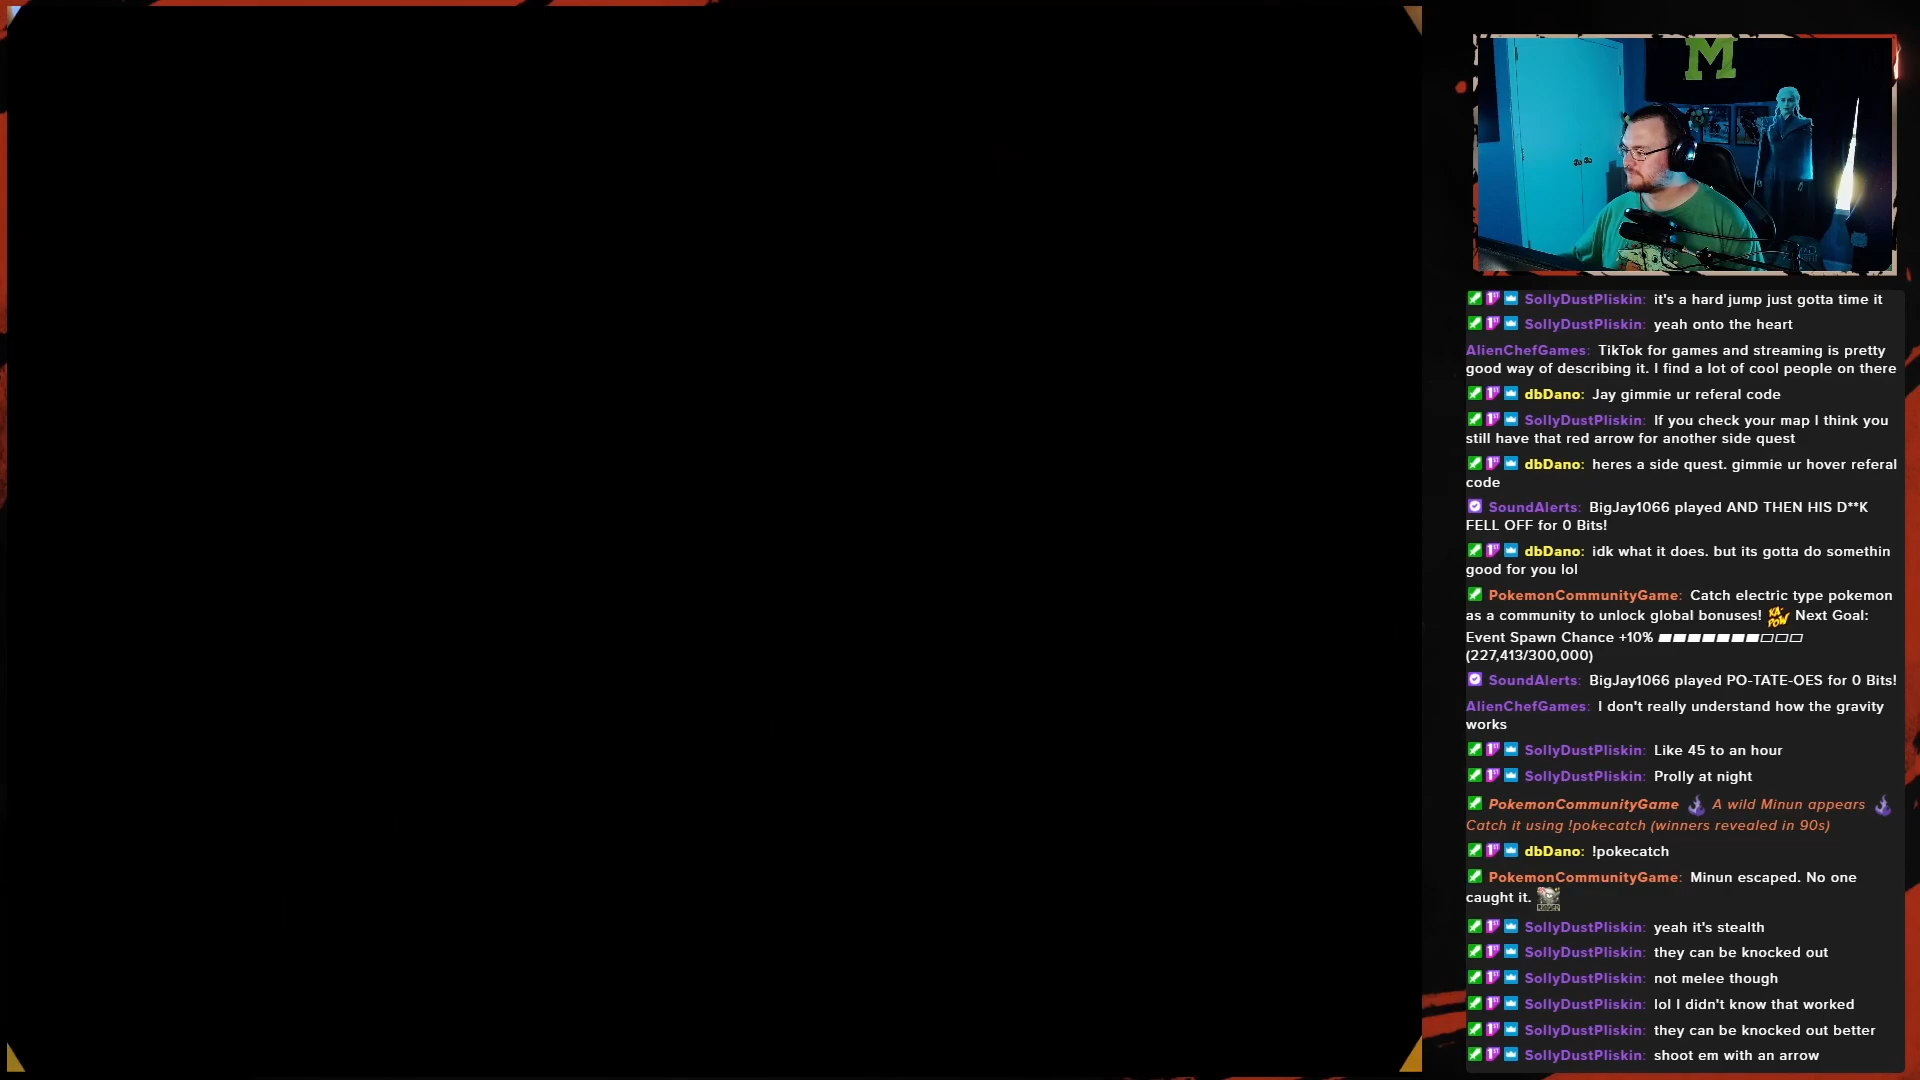 M
SollyDustPliskin: it's a hard jump just gotta time it
SollyDustPliskin: yeah onto the heart
AlienChefGames: TikTok for games and streaming is pretty
good way of describing it. I find a lot of cool people on there
dbDano: Jay gimmie ur referal code
SollyDustPliskin: If you check your map I think you
still have that red arrow for another side quest
dbDano: heres a side quest. gimmie ur hover referal
code
SoundAlerts: BigJay1066 played AND THEN HIS D**K
FELL OFF for 0 Bits!
dbDano: idk what it does. but its gotta do somethin
good for you lol
PokemonCommunityGame: Catch electric type pokemon
as a community to unlock global bonuses! KA-POW Next Goal:
Event Spawn Chance +10%
(227,413/300,000)
SoundAlerts: BigJay1066 played PO-TATE-OES for 0 Bits!
AlienChefGames: I don't really understand how the gravity
works
SollyDustPliskin: Like 45 to an hour
SollyDustPliskin: Prolly at night
PokemonCommunityGame A wild Minun appears
Catch it using !pokecatch (winners revealed in 90s)
dbDano: !pokecatch
PokemonCommunityGame: Minun escaped. No one
caught it.
SollyDustPliskin: yeah it's stealth
SollyDustPliskin: they can be knocked out
SollyDustPliskin: not melee though
SollyDustPliskin: lol I didn't know that worked
SollyDustPliskin: they can be knocked out better
SollyDustPliskin: shoot em with an arrow